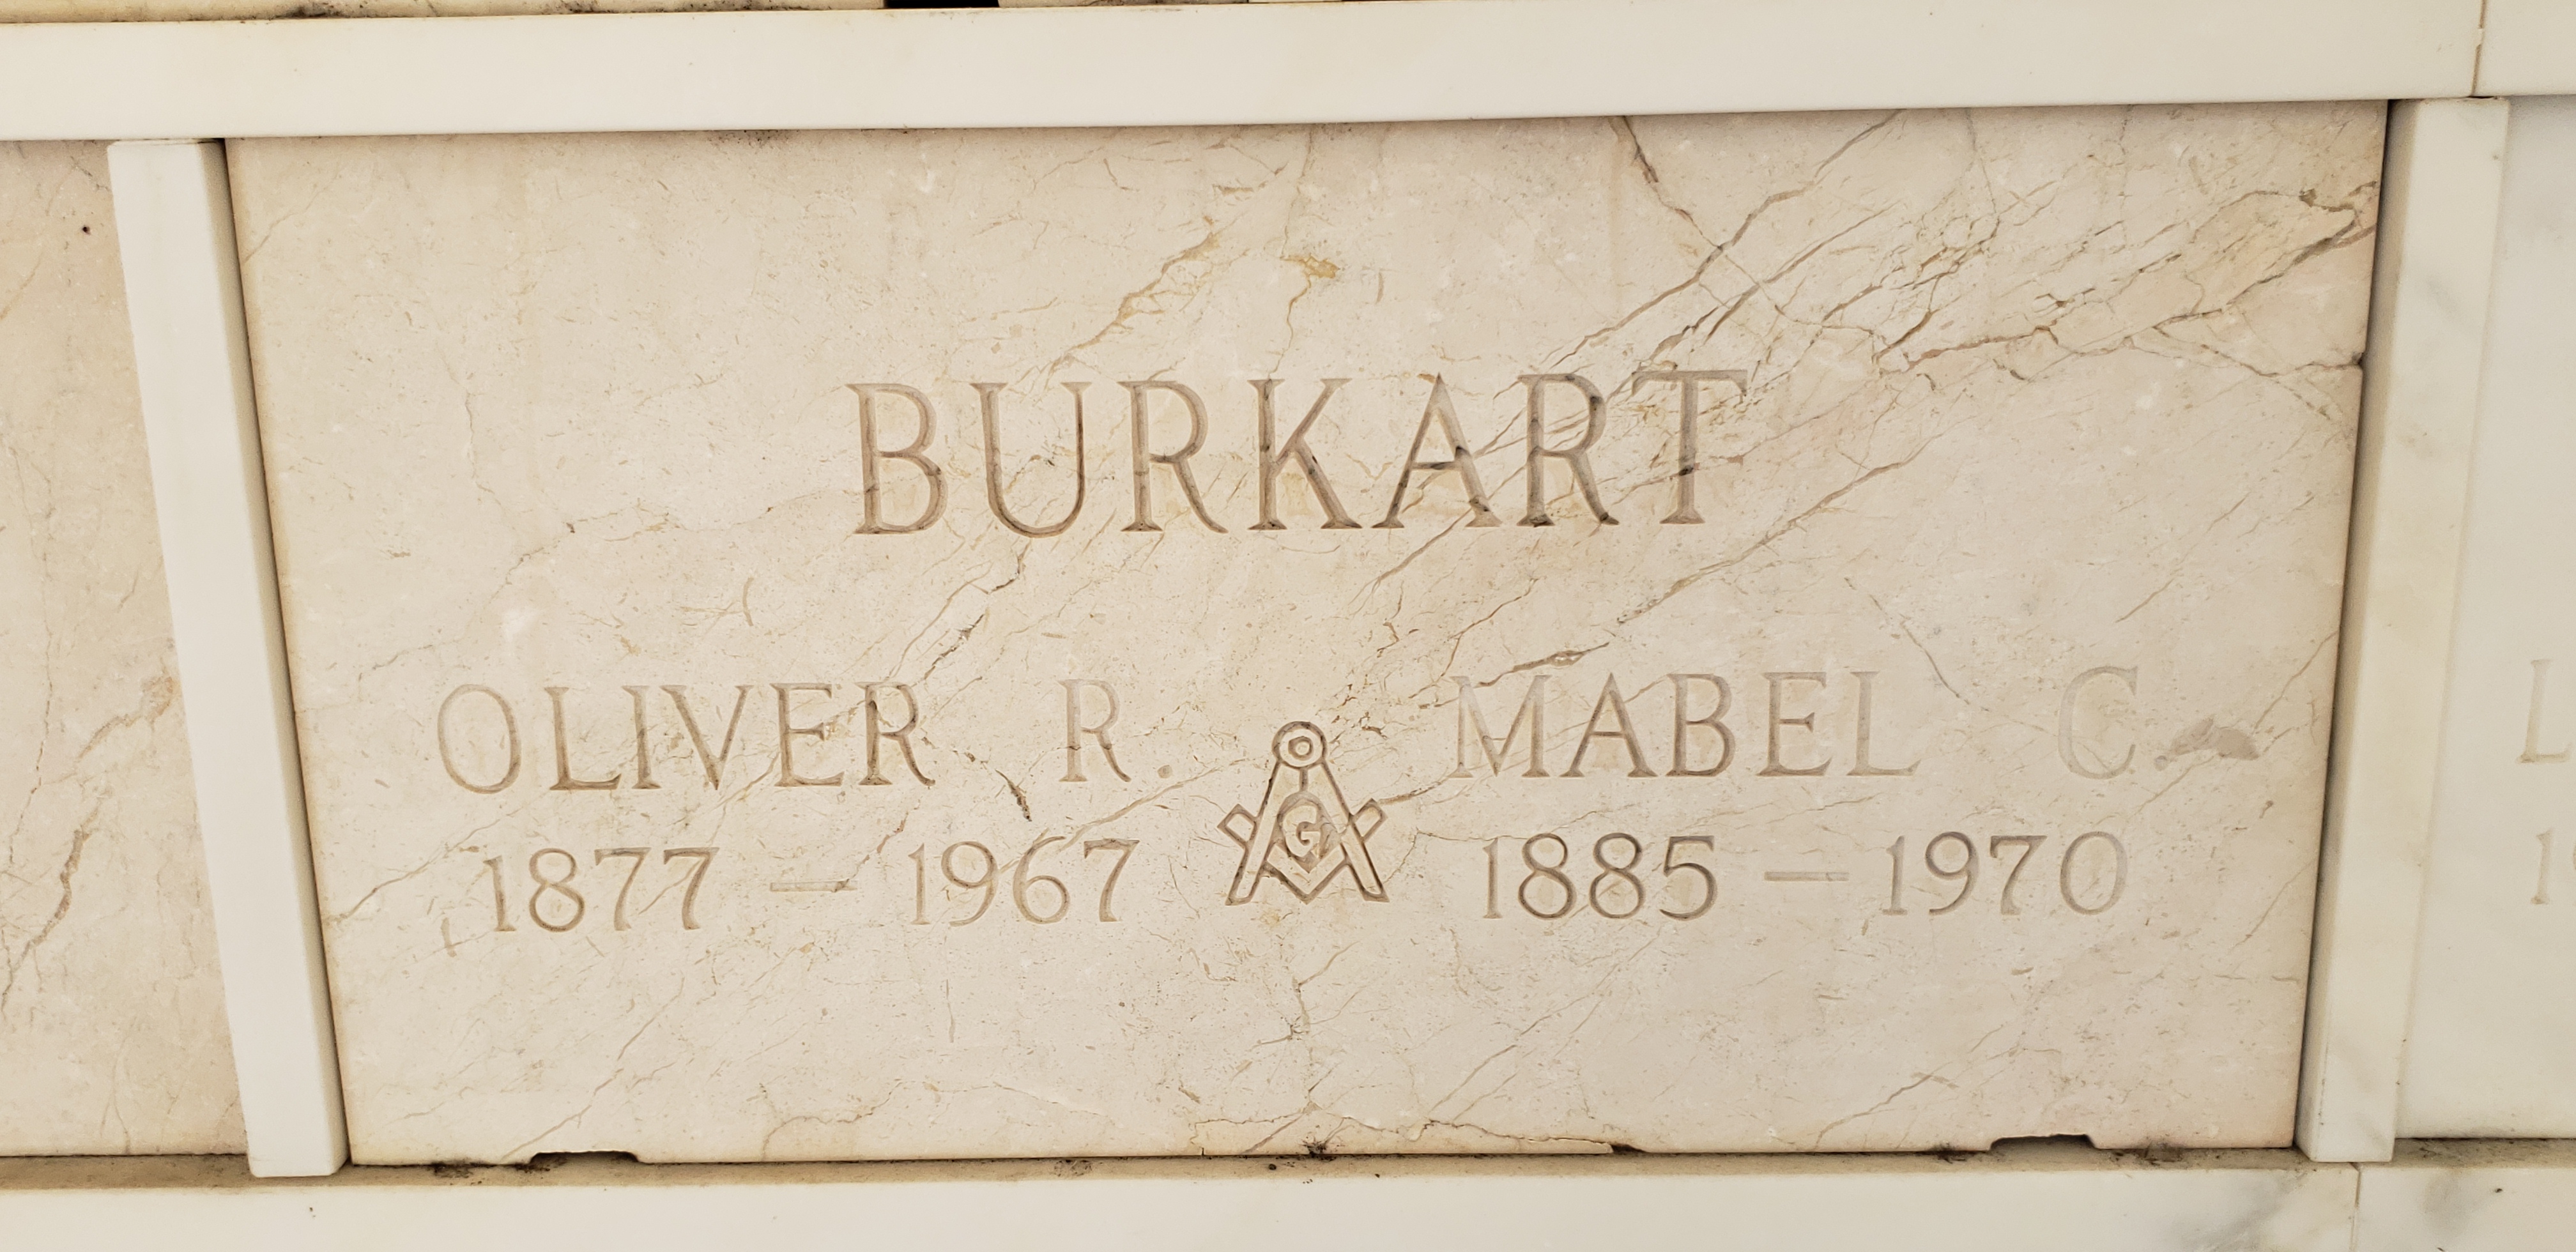 BURKART
OLIVER R. MABEL C.
1877 — 1967 G 1885 — 1970